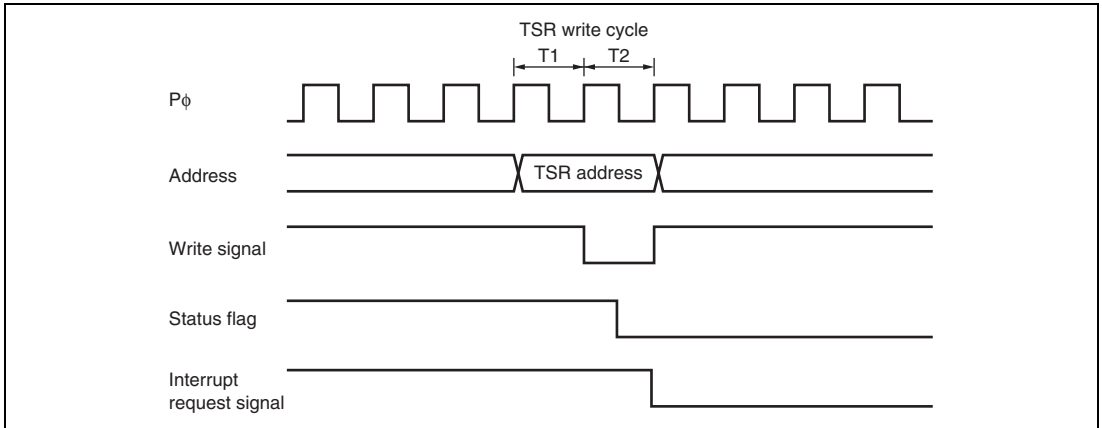 TSR write cycle
T1 T2
Pϕ
Address
TSR address
Write signal
Status flag
Interrupt
request signal